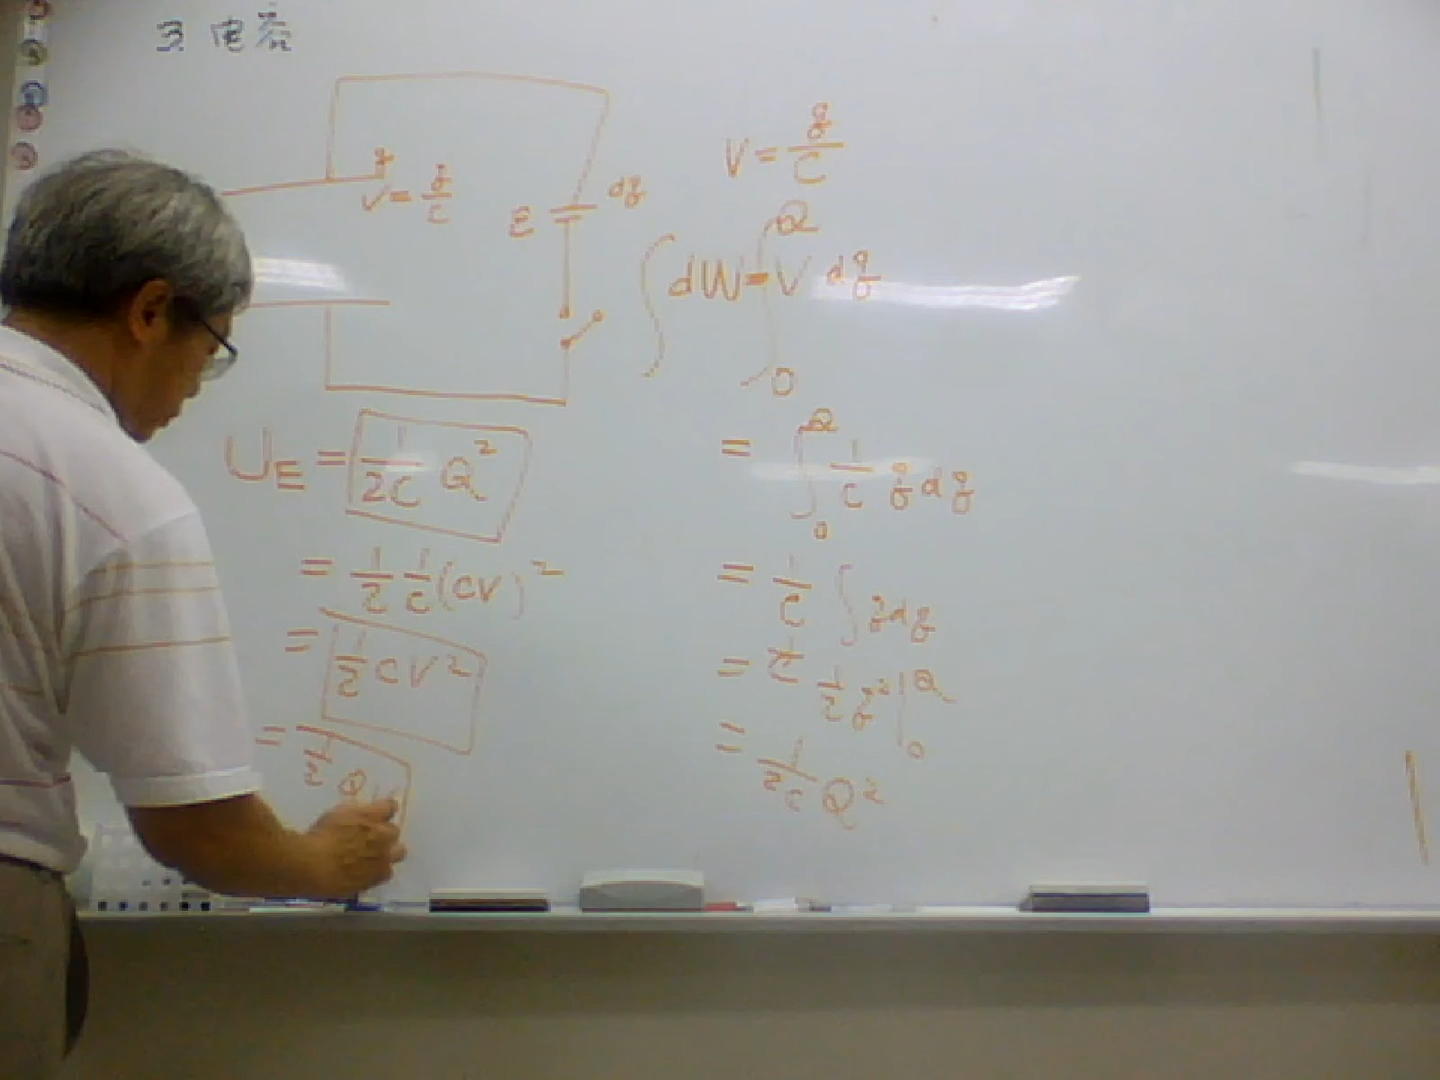 3. 电容
q
V = q/C
ε
dq
V = q/C
∫dW = ∫₀^Q V dq
U_E = 1/2C Q²
= 1/2 1/C (CV)²
= 1/2 CV²
= 1/2 Q
= ∫₀^Q 1/C q dq
= 1/C ∫ q dq
= 1/C 1/2 q² |₀^Q
= 1/2C Q²